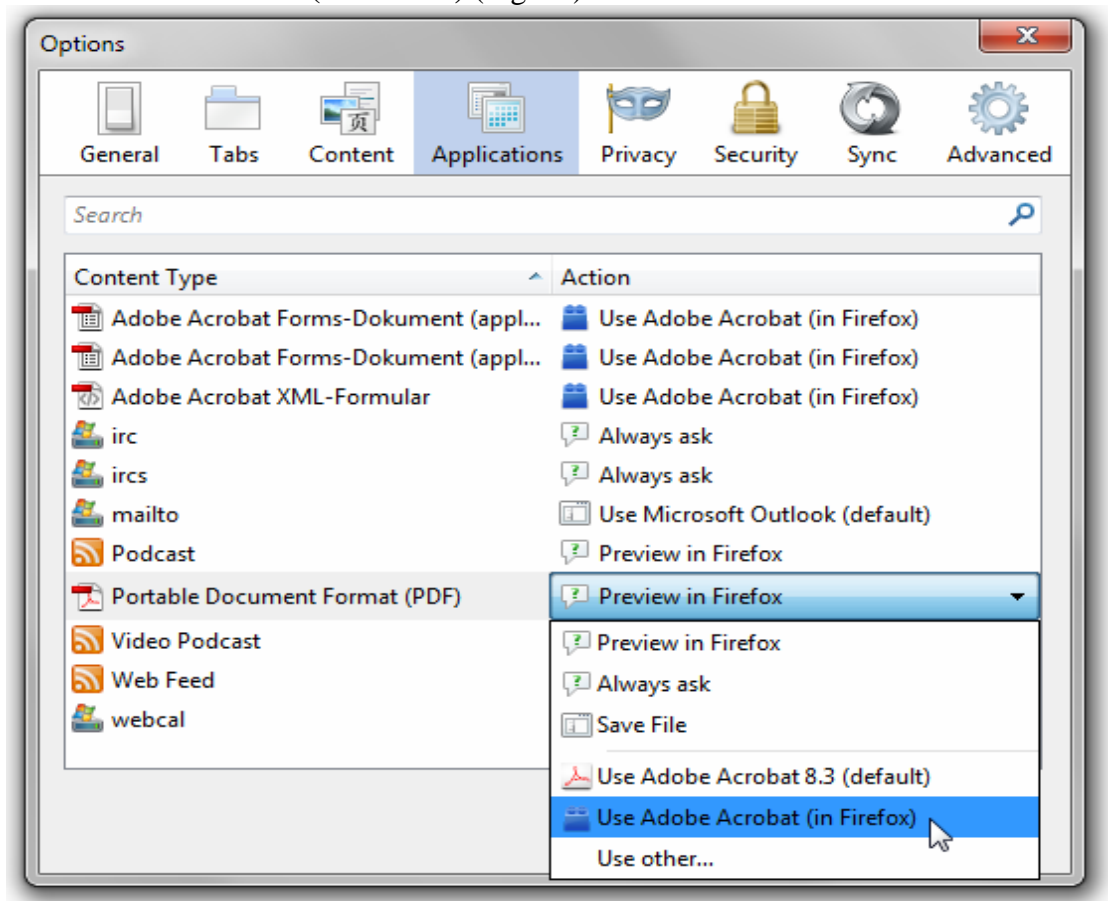 Options
General Tabs Content Applications Privacy Security Sync Advanced
Search
Content Type Action
Adobe Acrobat Forms-Dokument (appl... Use Adobe Acrobat (in Firefox)
Adobe Acrobat Forms-Dokument (appl... Use Adobe Acrobat (in Firefox)
Adobe Acrobat XML-Formular Use Adobe Acrobat (in Firefox)
irc Always ask
ircs Always ask
mailto Use Microsoft Outlook (default)
Podcast Preview in Firefox
Portable Document Format (PDF) Preview in Firefox
Video Podcast Preview in Firefox
Web Feed Always ask
webcal Save File
Use Adobe Acrobat 8.3 (default)
Use Adobe Acrobat (in Firefox)
Use other...